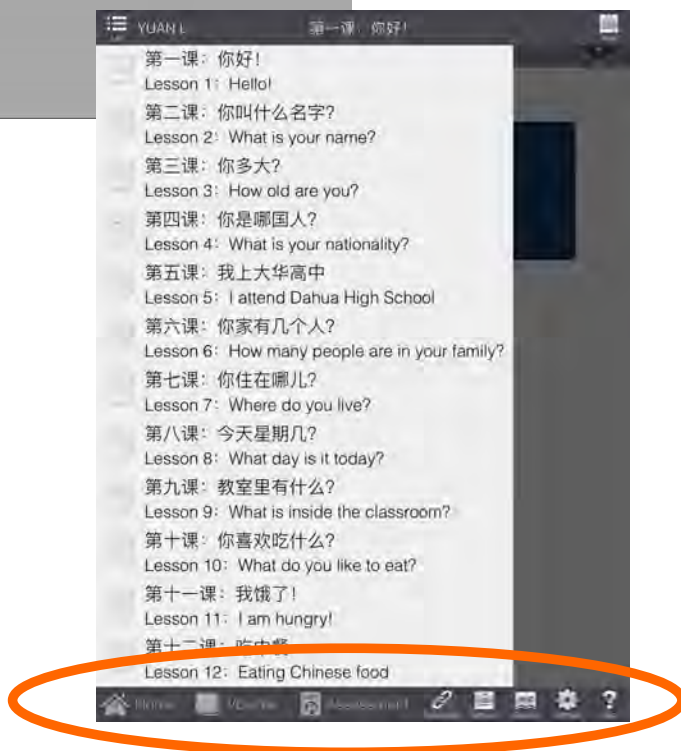 YUAN L
第一课：你好!
第一课：你好!
Lesson 1：Hello!
第二课：你叫什么名字?
Lesson 2：What is your name?
第三课：你多大?
Lesson 3：How old are you?
第四课：你是哪国人?
Lesson 4：What is your nationality?
第五课：我上大华高中
Lesson 5：I attend Dahua High School
第六课：你家有几个人?
Lesson 6：How many people are in your family?
第七课：你住在哪儿?
Lesson 7：Where do you live?
第八课：今天星期几?
Lesson 8：What day is it today?
第九课：教室里有什么?
Lesson 9：What is inside the classroom?
第十课：你喜欢吃什么?
Lesson 10：What do you like to eat?
第十一课：我饿了!
Lesson 11：I am hungry!
第十二课：吃中餐
Lesson 12：Eating Chinese food
Home
Assessment
?